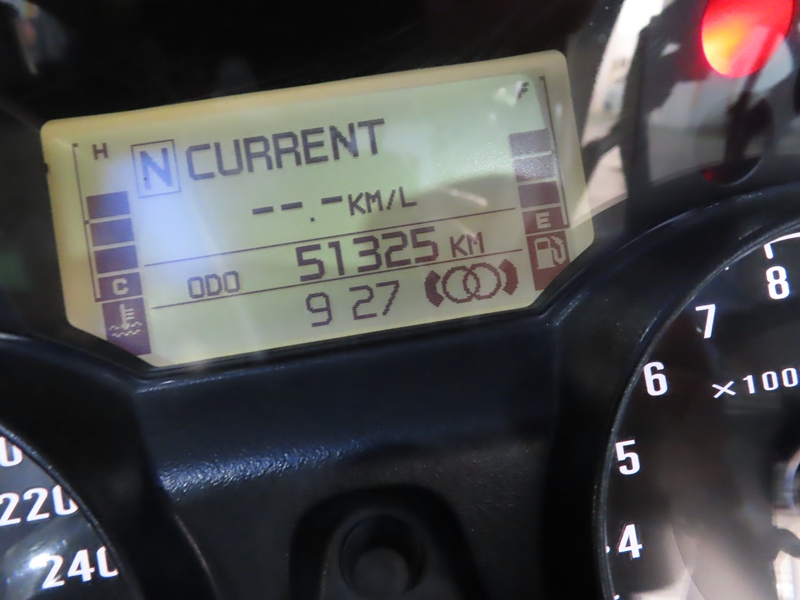 H
F
N CURRENT
--.-KM/L
E
C
ODO 51325 KM
9 27
8
7
6
×100
5
4
220
240